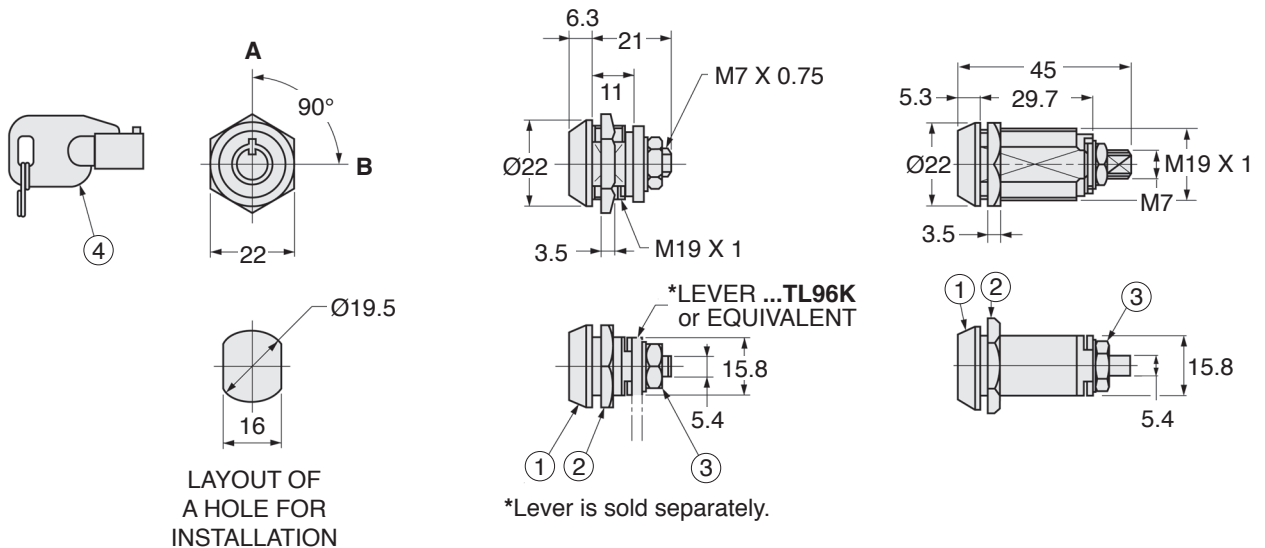 A
90°
B
22
4
Ø19.5
16
LAYOUT OF
A HOLE FOR
INSTALLATION
6.3
21
11
M7 X 0.75
Ø22
3.5
M19 X 1
*LEVER ...TL96K
or EQUIVALENT
15.8
5.4
1
2
3
*Lever is sold separately.
45
5.3
29.7
Ø22
M19 X 1
M7
3.5
1
2
3
15.8
5.4